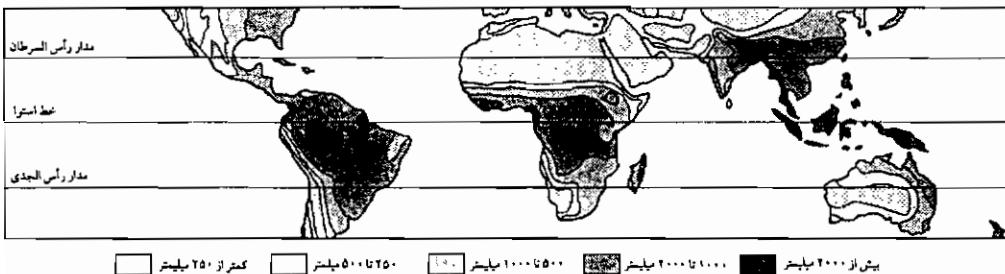 مدار رأس السرطان
خط استوا
مدار رأس الجدی
بیش از ۲۰۰۰ میلیمتر
۱۰۰۱ تا ۲۰۰۰ میلیمتر
۵۰۰ تا ۱۰۰۰ میلیمتر
۲۵۰ تا ۵۰۰ میلیمتر
کمتر از ۲۵۰ میلیمتر